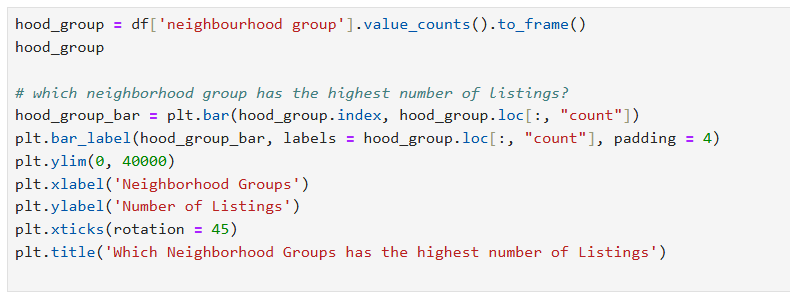 hood_group = df['neighbourhood group'].value_counts().to_frame()
hood_group
# which neighborhood group has the highest number of listings?
hood_group_bar = plt.bar(hood_group.index, hood_group.loc[:, "count"])
plt.bar_label(hood_group_bar, labels = hood_group.loc[:, "count"], padding = 4)
plt.ylim(0, 40000)
plt.xlabel('Neighborhood Groups')
plt.ylabel('Number of Listings')
plt.xticks(rotation = 45)
plt.title('Which Neighborhood Groups has the highest number of Listings')